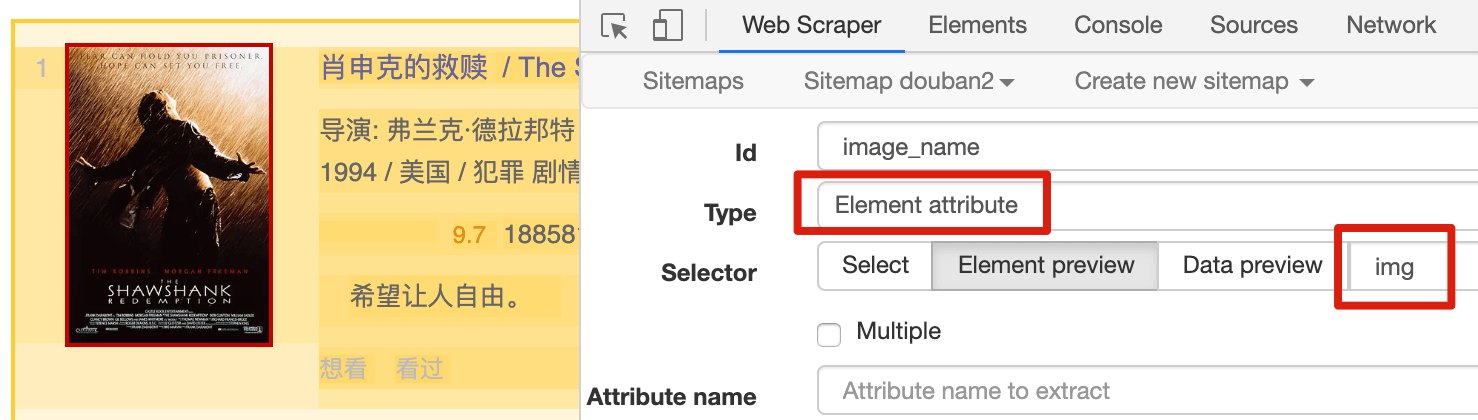 1
FEAR CAN HOLD YOU PRISONER.
HOPE CAN SET YOU FREE.
TIM ROBBINS MORGAN FREEMAN
THE
SHAWSHANK
REDEMPTION
肖申克的救赎 / The
导演: 弗兰克·德拉邦特
1994 / 美国 / 犯罪 剧情
9.7 18858
希望让人自由。
想看 看过
Web Scraper Elements Console Sources Network
Sitemaps Sitemap douban2 Create new sitemap
Id image_name
Type Element attribute
Selector Select Element preview Data preview img
Multiple
Attribute name Attribute name to extract